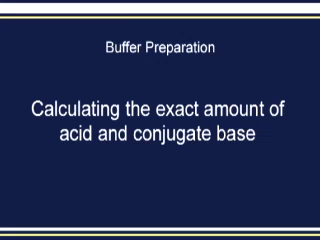 Buffer Preparation
Calculating the exact amount of
acid and conjugate base